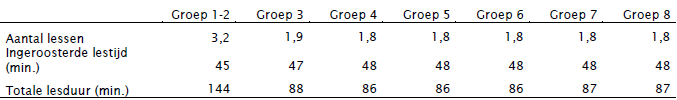 Groep 1-2 Groep 3 Groep 4 Groep 5 Groep 6 Groep 7 Groep 8
Aantal lessen 3,2 1,9 1,8 1,8 1,8 1,8 1,8
Ingeroosterde lestijd
(min.) 45 47 48 48 48 48 48
Totale lesduur (min.) 144 88 86 86 86 87 87